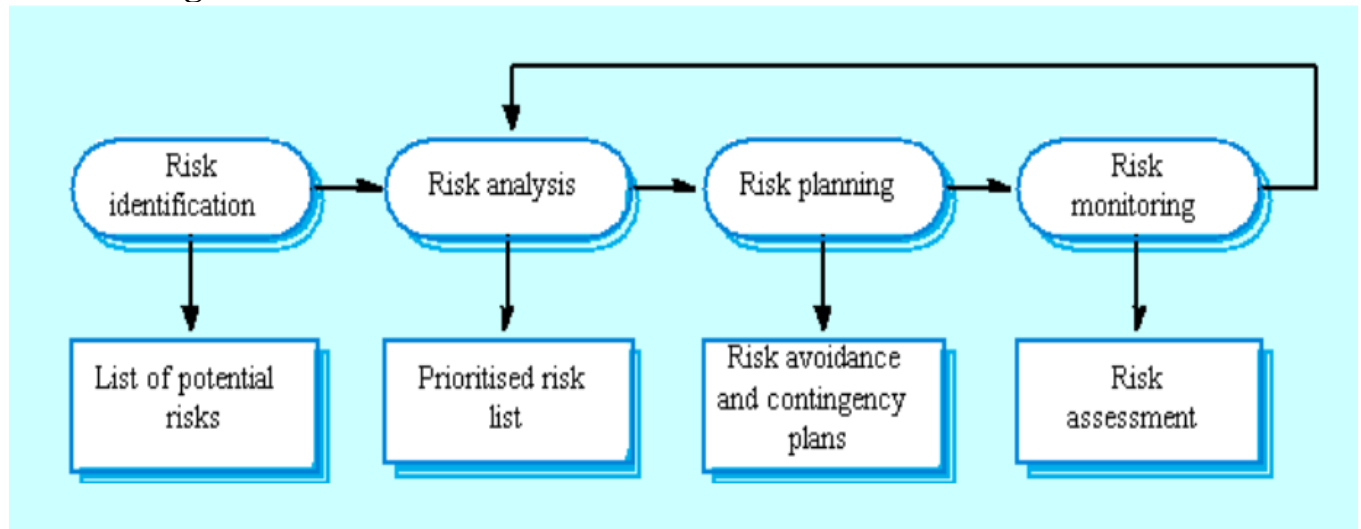 Risk
identification
Risk analysis
Risk planning
Risk
monitoring
List of potential
risks
Prioritised risk
list
Risk avoidance
and contingency
plans
Risk
assessment